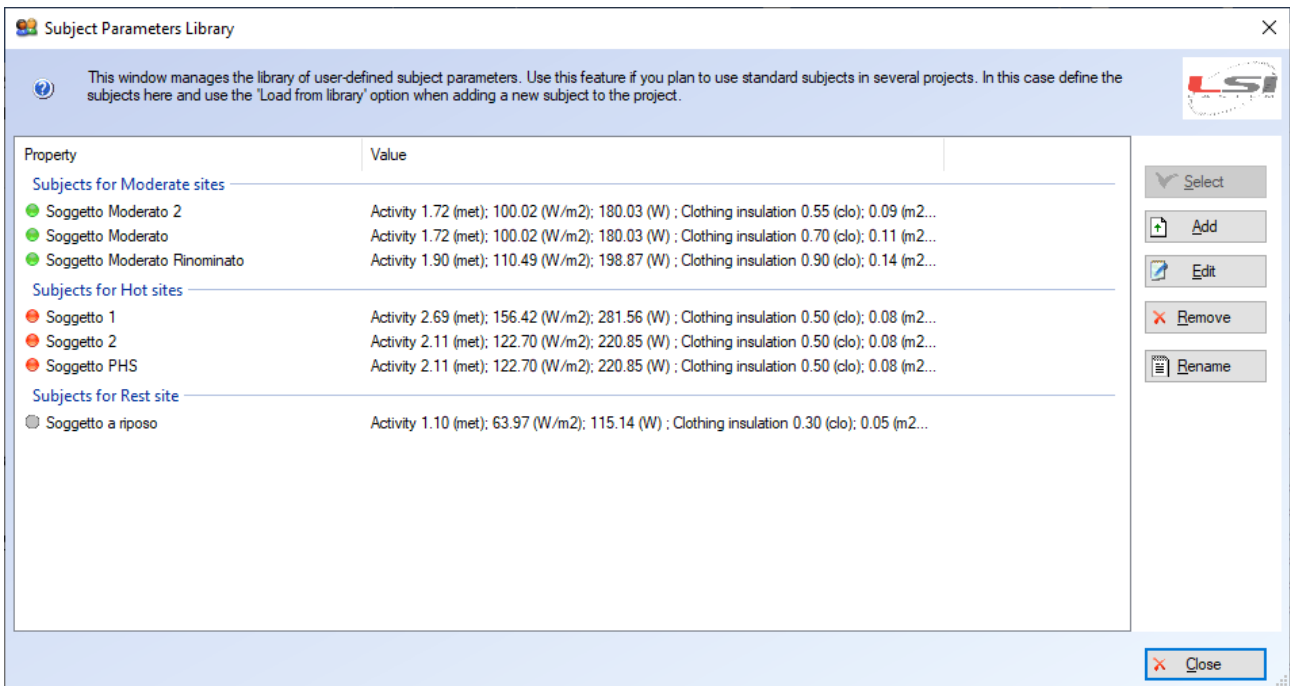 Subject Parameters Library
This window manages the library of user-defined subject parameters. Use this feature if you plan to use standard subjects in several projects. In this case define the
subjects here and use the 'Load from library' option when adding a new subject to the project.
LSI
Property Value
Subjects for Moderate sites
Soggetto Moderato 2 Activity 1.72 (met); 100.02 (W/m2); 180.03 (W) ; Clothing insulation 0.55 (clo); 0.09 (m2...
Soggetto Moderato Activity 1.72 (met); 100.02 (W/m2); 180.03 (W) ; Clothing insulation 0.70 (clo); 0.11 (m2...
Soggetto Moderato Rinominato Activity 1.90 (met); 110.49 (W/m2); 198.87 (W) ; Clothing insulation 0.90 (clo); 0.14 (m2...
Subjects for Hot sites
Soggetto 1 Activity 2.69 (met); 156.42 (W/m2); 281.56 (W) ; Clothing insulation 0.50 (clo); 0.08 (m2...
Soggetto 2 Activity 2.11 (met); 122.70 (W/m2); 220.85 (W) ; Clothing insulation 0.50 (clo); 0.08 (m2...
Soggetto PHS Activity 2.11 (met); 122.70 (W/m2); 220.85 (W) ; Clothing insulation 0.50 (clo); 0.08 (m2...
Subjects for Rest site
Soggetto a riposo Activity 1.10 (met); 63.97 (W/m2); 115.14 (W) ; Clothing insulation 0.30 (clo); 0.05 (m2...
Select
Add
Edit
Remove
Rename
Close